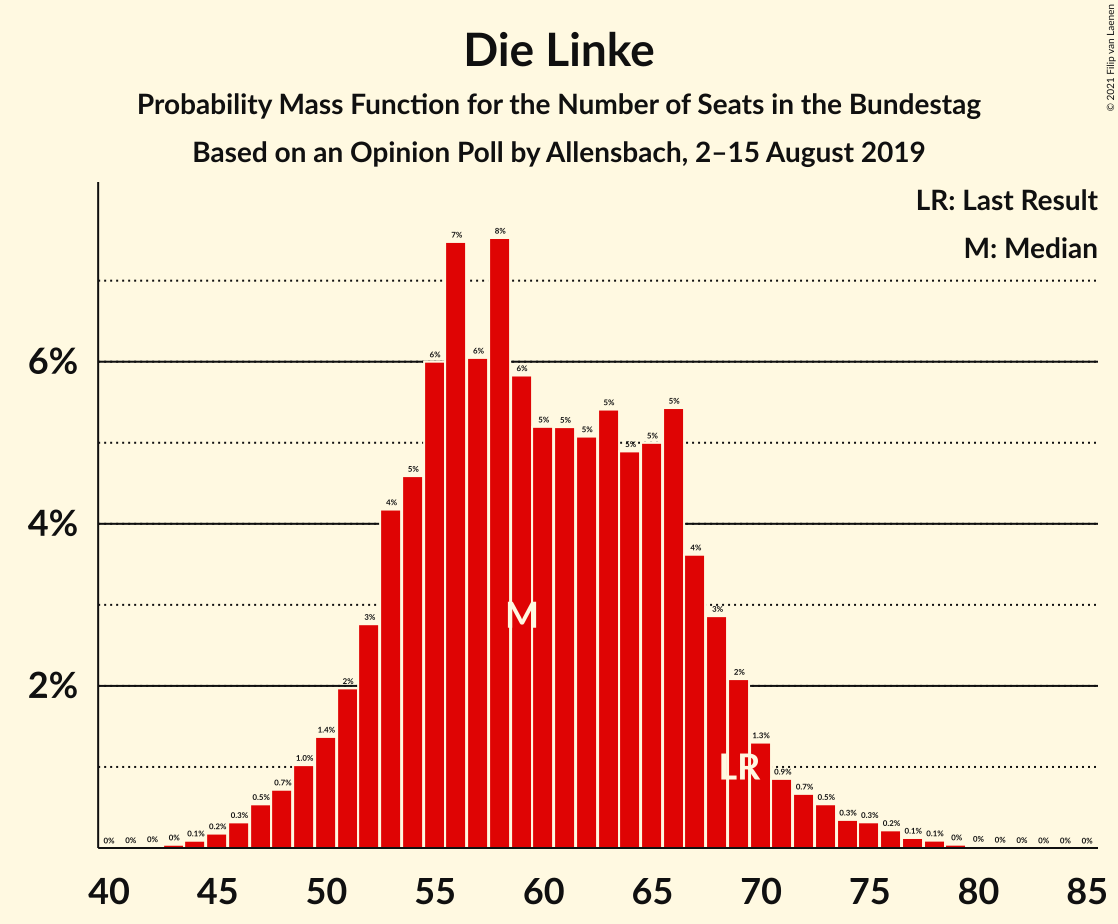 © 2021 Filip van Laenen
Die Linke
Probability Mass Function for the Number of Seats in the Bundestag
Based on an Opinion Poll by Allensbach, 2–15 August 2019
LR: Last Result
M: Median
6%
4%
2%
0% 0% 0% 0% 0.1% 0.2% 0.3% 0.5% 0.7% 1.0% 1.4% 2% 3% 4% 5% 6% 7% 6% 8% 6% 5% 5% 5% 5% 5% 5% 5% 4% 3% 2% 1.3% 0.9% 0.7% 0.5% 0.3% 0.3% 0.2% 0.1% 0.1% 0% 0% 0% 0% 0% 0% 0%
M
LR
40 45 50 55 60 65 70 75 80 85